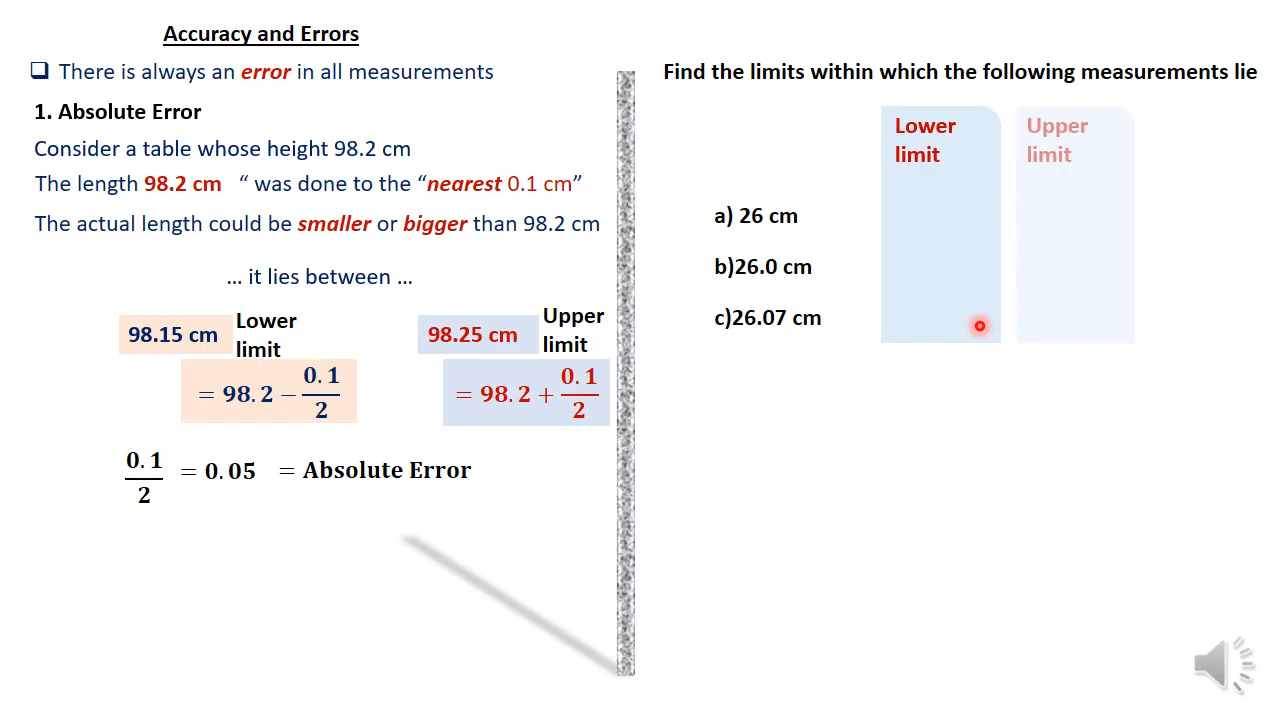 Accuracy and Errors
❑ There is always an error in all measurements
1. Absolute Error
Consider a table whose height 98.2 cm
The length 98.2 cm “ was done to the “nearest 0.1 cm”
The actual length could be smaller or bigger than 98.2 cm
… it lies between …
98.15 cm Lower limit
= 98.2 − 0.1/2
98.25 cm Upper limit
= 98.2 + 0.1/2
0.1/2 = 0.05 = Absolute Error
Find the limits within which the following measurements lie
Lower limit
Upper limit
a) 26 cm
b)26.0 cm
c)26.07 cm